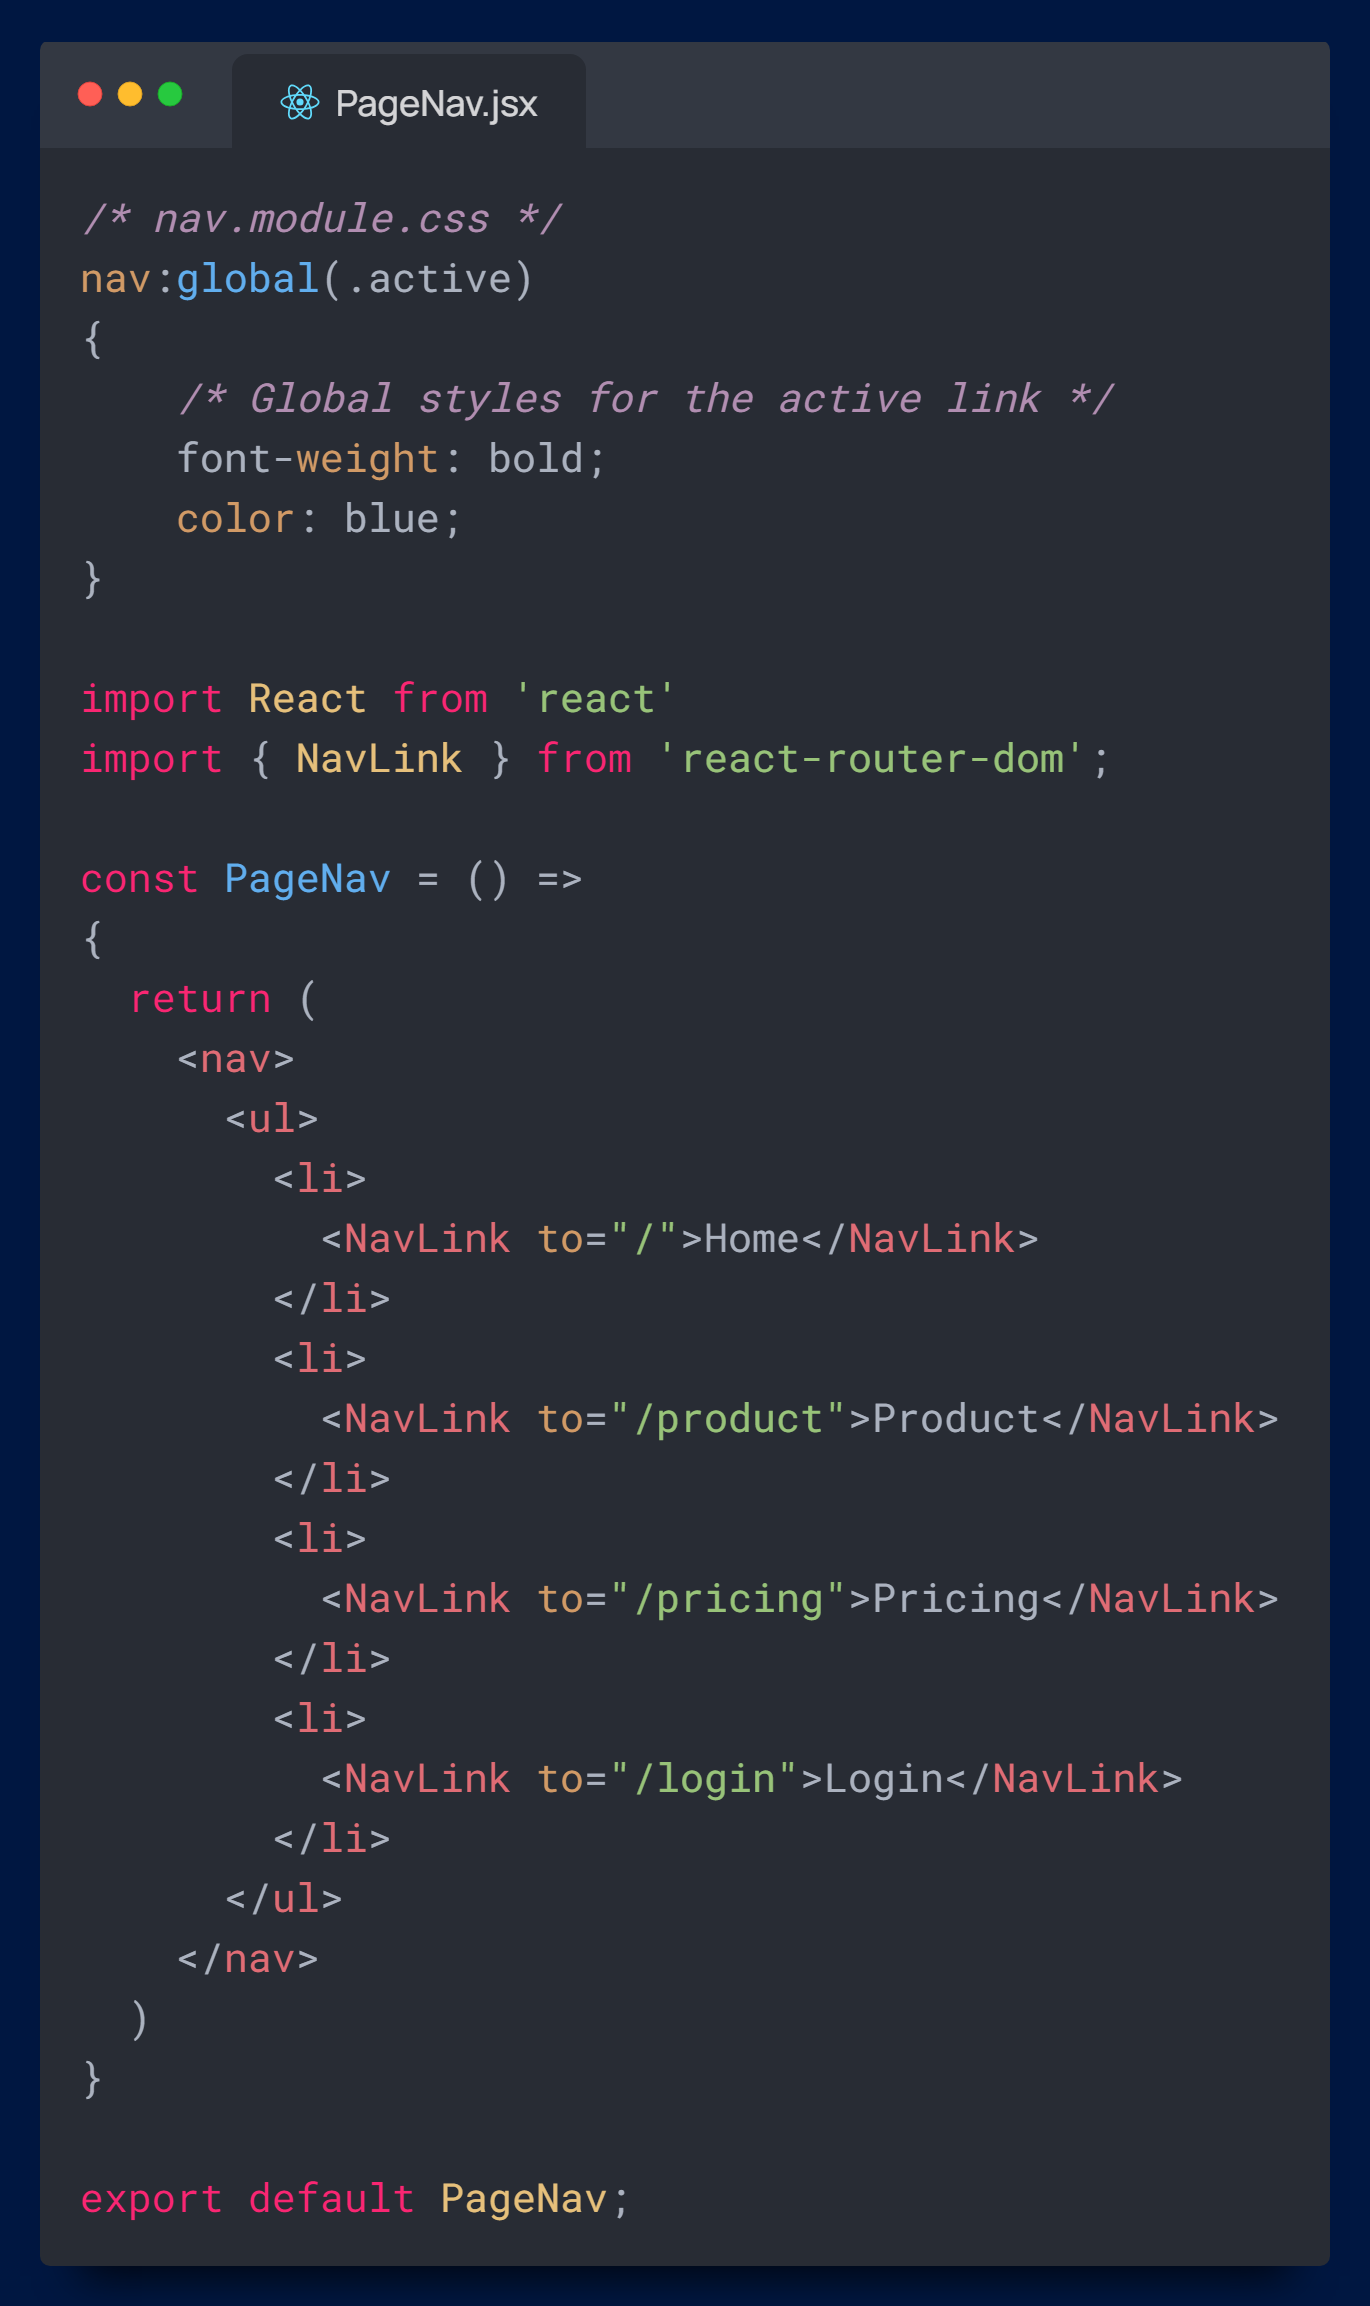 PageNav.jsx
/* nav.module.css */
nav:global(.active)
{
    /* Global styles for the active link */
    font-weight: bold;
    color: blue;
}

import React from 'react'
import { NavLink } from 'react-router-dom';

const PageNav = () =>
{
  return (
    <nav>
      <ul>
        <li>
          <NavLink to="/">Home</NavLink>
        </li>
        <li>
          <NavLink to="/product">Product</NavLink>
        </li>
        <li>
          <NavLink to="/pricing">Pricing</NavLink>
        </li>
        <li>
          <NavLink to="/login">Login</NavLink>
        </li>
      </ul>
    </nav>
  )
}

export default PageNav;